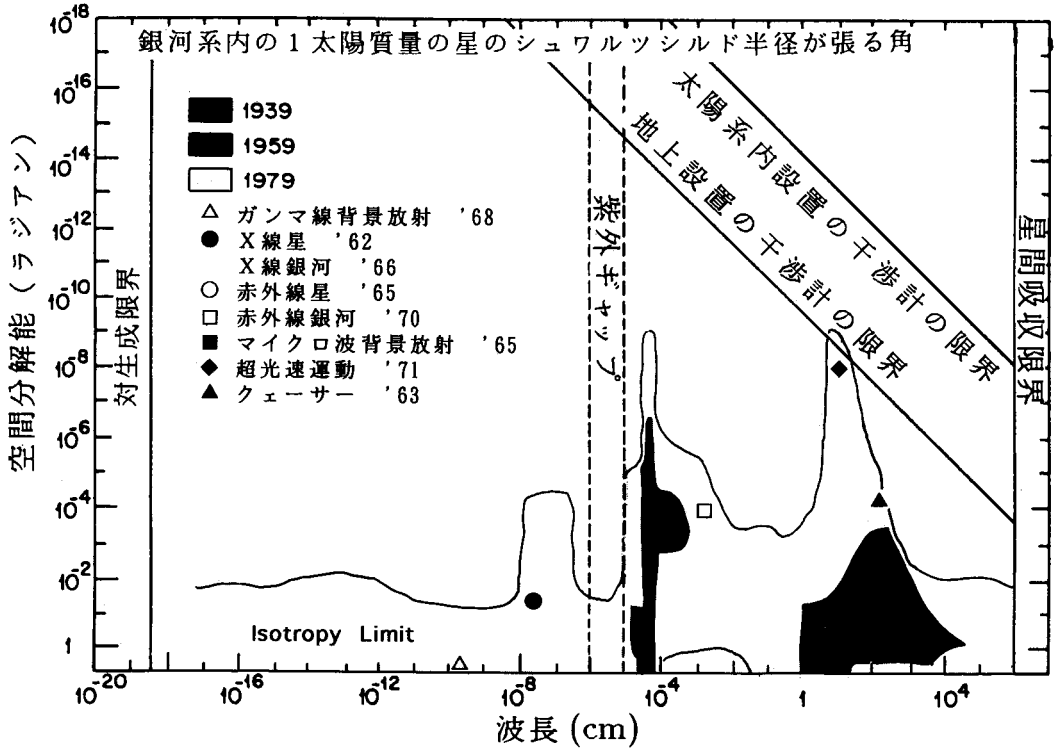 銀河系内の1太陽質量の星のシュワルツシルド半径が張る角
10-18
10-16
10-14
10-12
10-10
10-8
10-6
10-4
10-2
1
空間分解能(ラジアン)
対生成限界
1939
1959
1979
ガンマ線背景放射 '68
X線星 '62
X線銀河 '66
赤外線星 '65
赤外線銀河 '70
マイクロ波背景放射 '65
超光速運動 '71
クェーサー '63
紫外ギャップ
太陽系内設置の干渉計の限界
地上設置の干渉計の限界
星間吸収限界
Isotropy Limit
10-20
10-16
10-12
10-8
10-4
1
104
波長(cm)